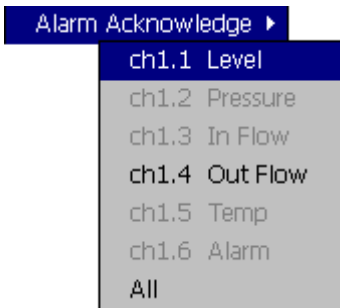 Alarm Acknowledge
ch1.1 Level
ch1.2 Pressure
ch1.3 In Flow
ch1.4 Out Flow
ch1.5 Temp
ch1.6 Alarm
All